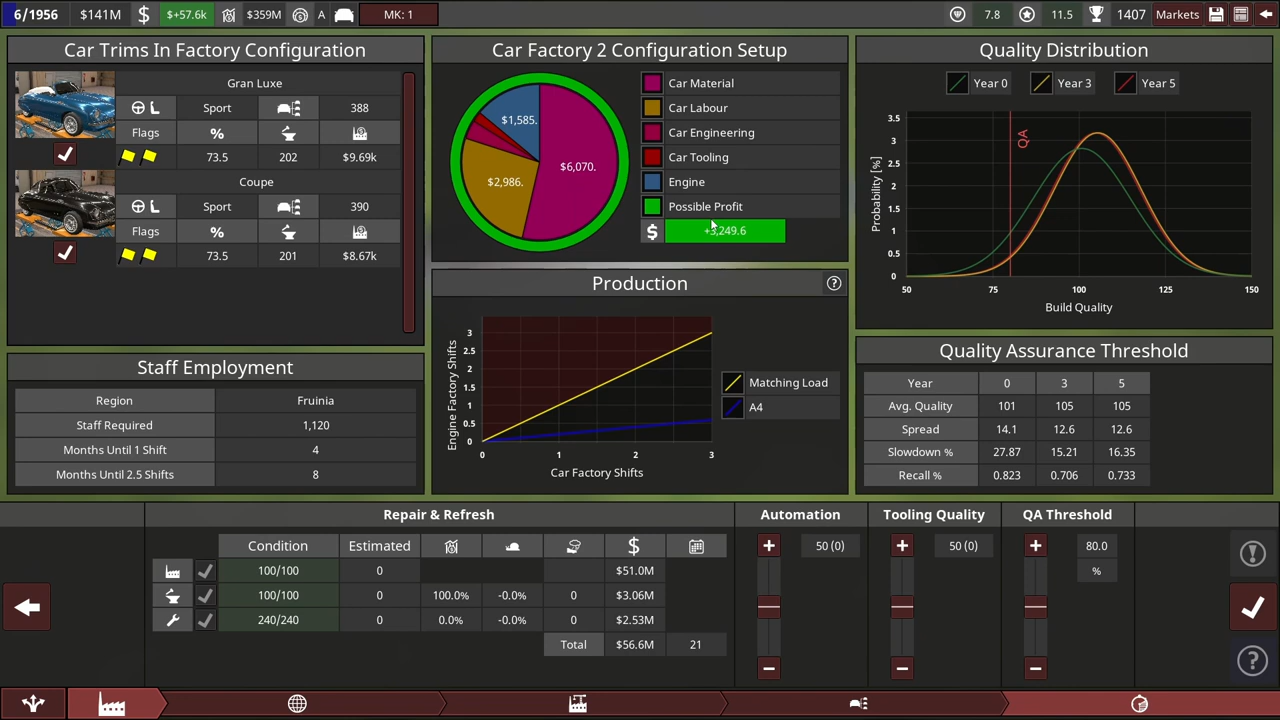 6/1956 $141M $+57.6k $359M A MK: 1 7.8 11.5 1407 Markets
Car Trims In Factory Configuration
Gran Luxe
Sport 388
Flags %
73.5 202 $9.69k
Coupe
Sport 390
Flags %
73.5 201 $8.67k
Staff Employment
Region Fruinia
Staff Required 1,120
Months Until 1 Shift 4
Months Until 2.5 Shifts 8
Car Factory 2 Configuration Setup
$1,585.
$6,070.
$2,986.
Car Material
Car Labour
Car Engineering
Car Tooling
Engine
Possible Profit
$
Production ?
Engine Factory Shifts
3
2.5
2
1.5
1
0.5
0
0 1 2 3
Car Factory Shifts
Matching Load
A4
Quality Distribution
Year 0 Year 3 Year 5
Probability [%]
3.5
3
2.5
2
1.5
1
0.5
0
QA
50 75 100 125 150
Build Quality
Quality Assurance Threshold
Year 0 3 5
Avg. Quality 101 105 105
Spread 14.1 12.6 12.6
Slowdown % 27.87 15.21 16.35
Recall % 0.823 0.706 0.733
Repair & Refresh
Condition Estimated $
100/100 0 $51.0M
100/100 0 100.0% -0.0% 0 $3.06M
240/240 0 0.0% -0.0% 0 $2.53M
Total $56.6M 21
Automation
+ 50 (0)
−
Tooling Quality
+ 50 (0)
−
QA Threshold
+ 80.0
%
−
!
?